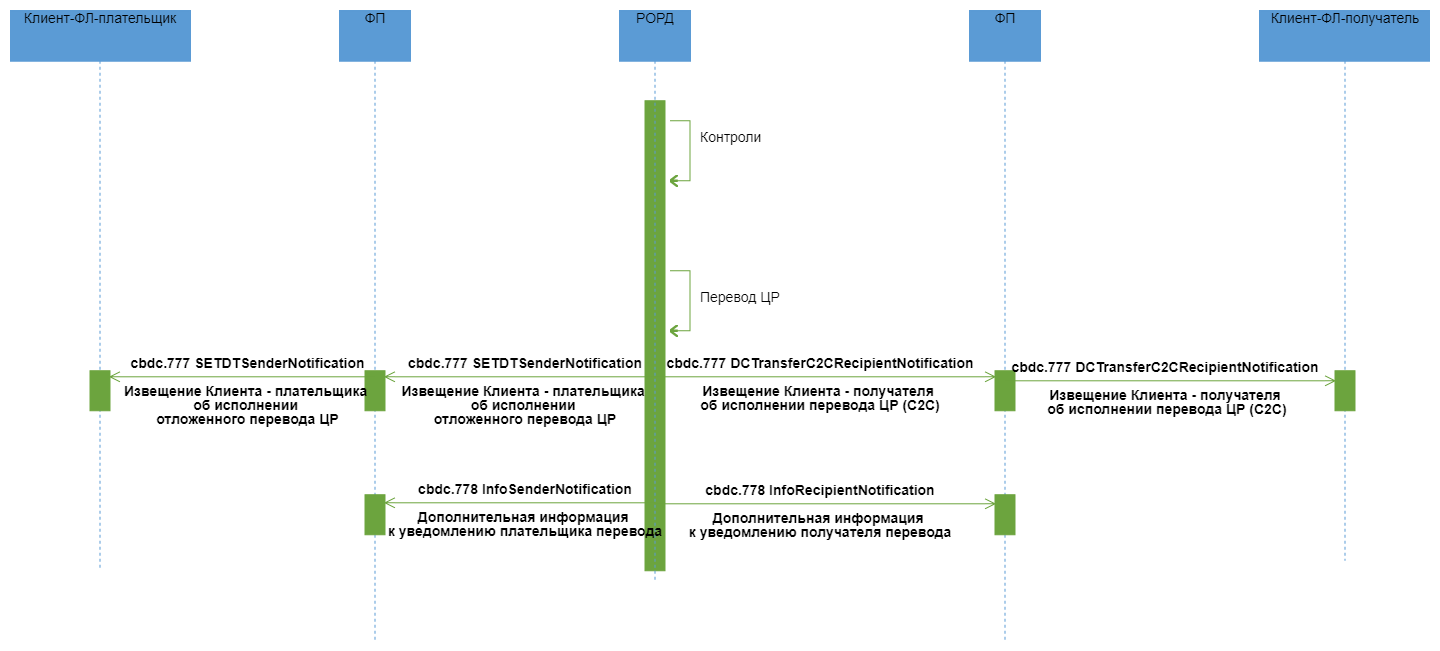 Клиент-ФЛ-плательщик
ФП
РОРД
ФП
Клиент-ФЛ-получатель
Контроли
Перевод ЦР
cbdc.777 SETDTSenderNotification
Извещение Клиента - плательщика
об исполнении
отложенного перевода ЦР
cbdc.777 SETDTSenderNotification
Извещение Клиента - плательщика
об исполнении
отложенного перевода ЦР
cbdc.777 DCTransferC2CRecipientNotification
Извещение Клиента - получателя
об исполнении перевода ЦР (C2C)
cbdc.777 DCTransferC2CRecipientNotification
Извещение Клиента - получателя
об исполнении перевода ЦР (C2C)
cbdc.778 InfoSenderNotification
Дополнительная информация
к уведомлению плательщика перевода
cbdc.778 InfoRecipientNotification
Дополнительная информация
к уведомлению получателя перевода